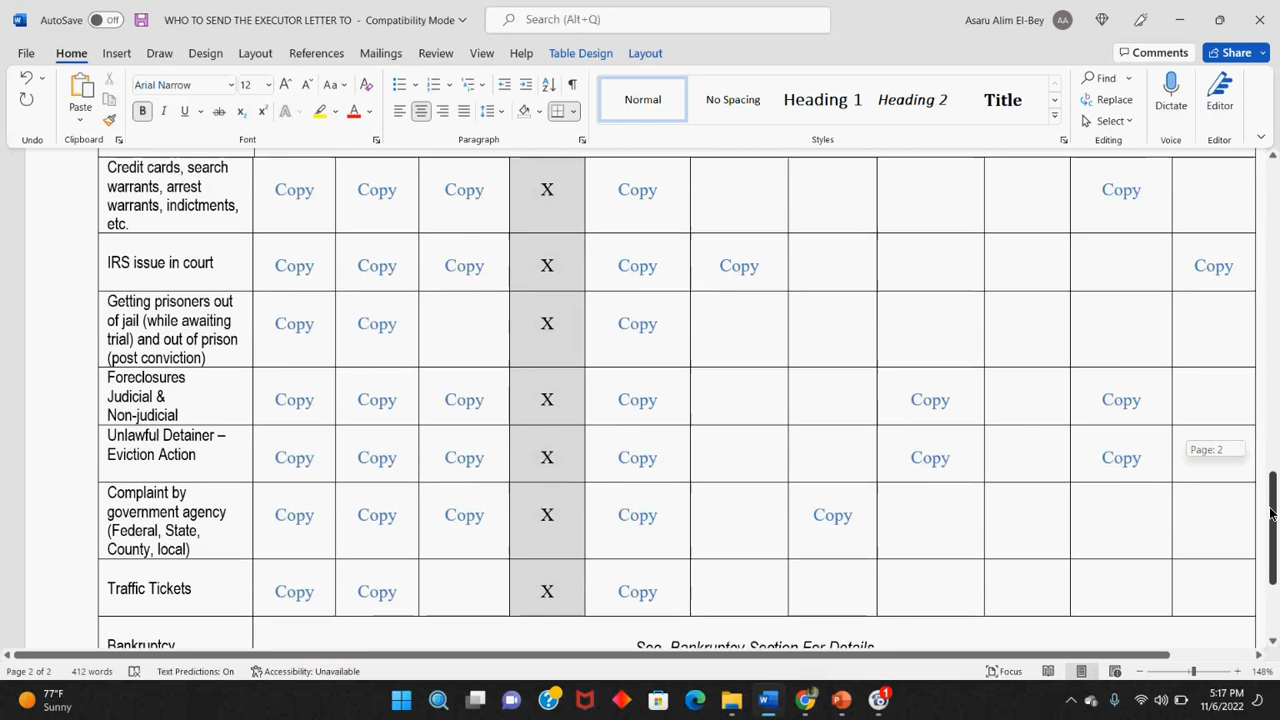 AutoSave Off WHO TO SEND THE EXECUTOR LETTER TO - Compatibility Mode Search (Alt+Q) Asaru Alim El-Bey AA
File Home Insert Draw Design Layout References Mailings Review View Help Table Design Layout Comments Share
Paste Arial Narrow 12 Normal No Spacing Heading 1 Heading 2 Title Find Replace Select Dictate Editor
Undo Clipboard Font Paragraph Styles Editing Voice Editor
Credit cards, search
warrants, arrest
warrants, indictments,
etc.
Copy Copy Copy X Copy Copy
IRS issue in court Copy Copy Copy X Copy Copy Copy
Getting prisoners out
of jail (while awaiting
trial) and out of prison
(post conviction)
Copy Copy X Copy
Foreclosures
Judicial &
Non-judicial
Copy Copy Copy X Copy Copy Copy
Unlawful Detainer –
Eviction Action
Copy Copy Copy X Copy Copy Copy
Page: 2
Complaint by
government agency
(Federal, State,
County, local)
Copy Copy Copy X Copy Copy
Traffic Tickets Copy Copy X Copy
Bankruptcy See, Bankruptcy Section For Details
Page 2 of 2 412 words Text Predictions: On Accessibility: Unavailable Focus 148%
77°F
Sunny
1
5:17 PM
11/6/2022